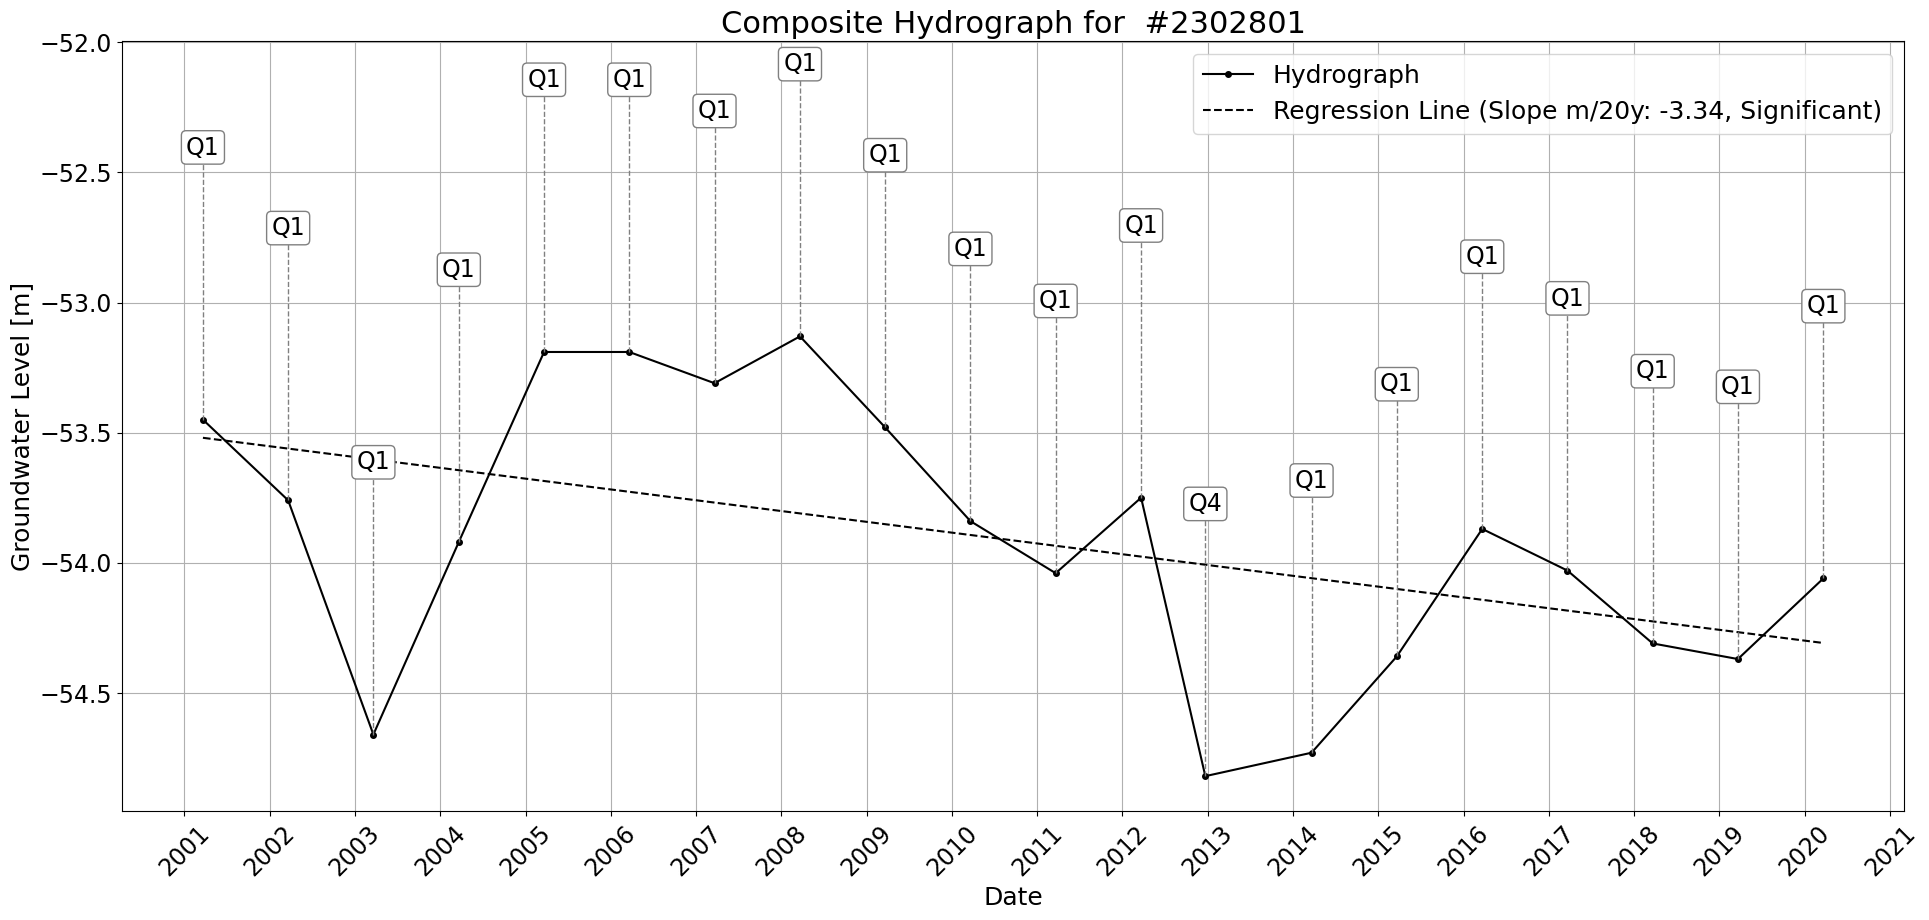 Composite Hydrograph for  #2302801
Hydrograph
Regression Line (Slope m/20y: -3.34, Significant)
Groundwater Level [m]
−52.0
−52.5
−53.0
−53.5
−54.0
−54.5
Q1
Q1
Q1
Q1
Q1
Q1
Q1
Q1
Q1
Q1
Q1
Q1
Q4
Q1
Q1
Q1
Q1
Q1
Q1
Q1
2001
2002
2003
2004
2005
2006
2007
2008
2009
2010
2011
2012
2013
2014
2015
2016
2017
2018
2019
2020
2021
Date